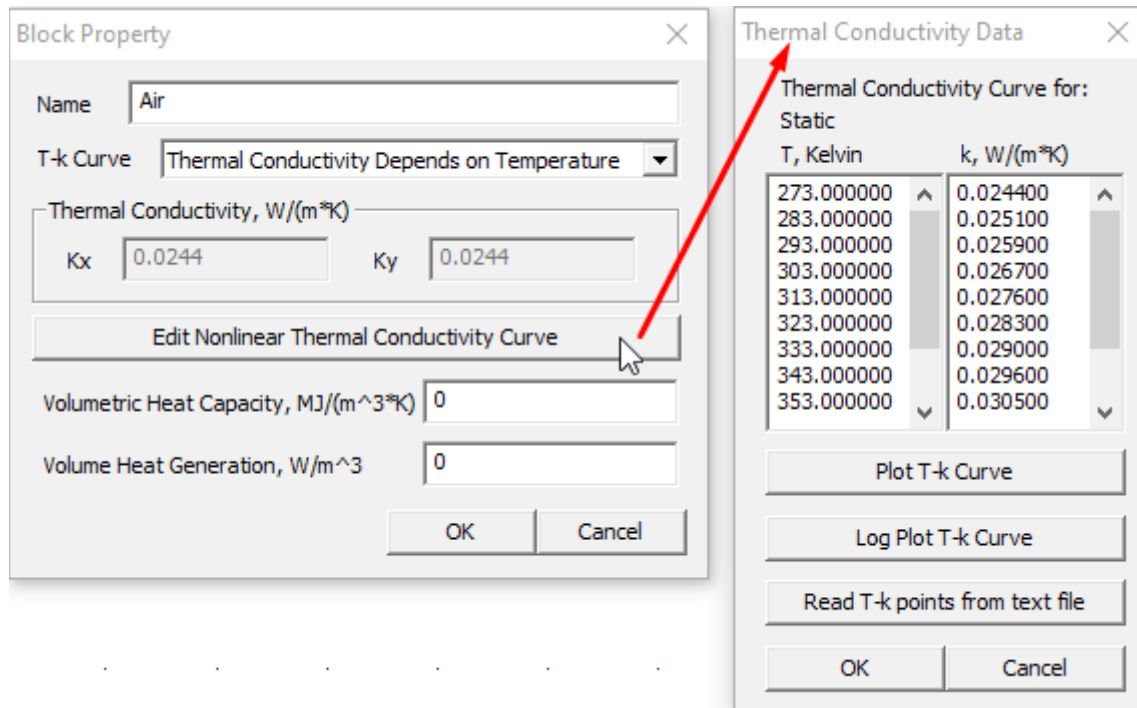 Block Property
Name Air
T-k Curve Thermal Conductivity Depends on Temperature
Thermal Conductivity, W/(m*K)
Kx 0.0244 Ky 0.0244
Edit Nonlinear Thermal Conductivity Curve
Volumetric Heat Capacity, MJ/(m^3*K) 0
Volume Heat Generation, W/m^3 0
OK Cancel
Thermal Conductivity Data
Thermal Conductivity Curve for:
Static
T, Kelvin k, W/(m*K)
273.000000 0.024400
283.000000 0.025100
293.000000 0.025900
303.000000 0.026700
313.000000 0.027600
323.000000 0.028300
333.000000 0.029000
343.000000 0.029600
353.000000 0.030500
Plot T-k Curve
Log Plot T-k Curve
Read T-k points from text file
OK Cancel